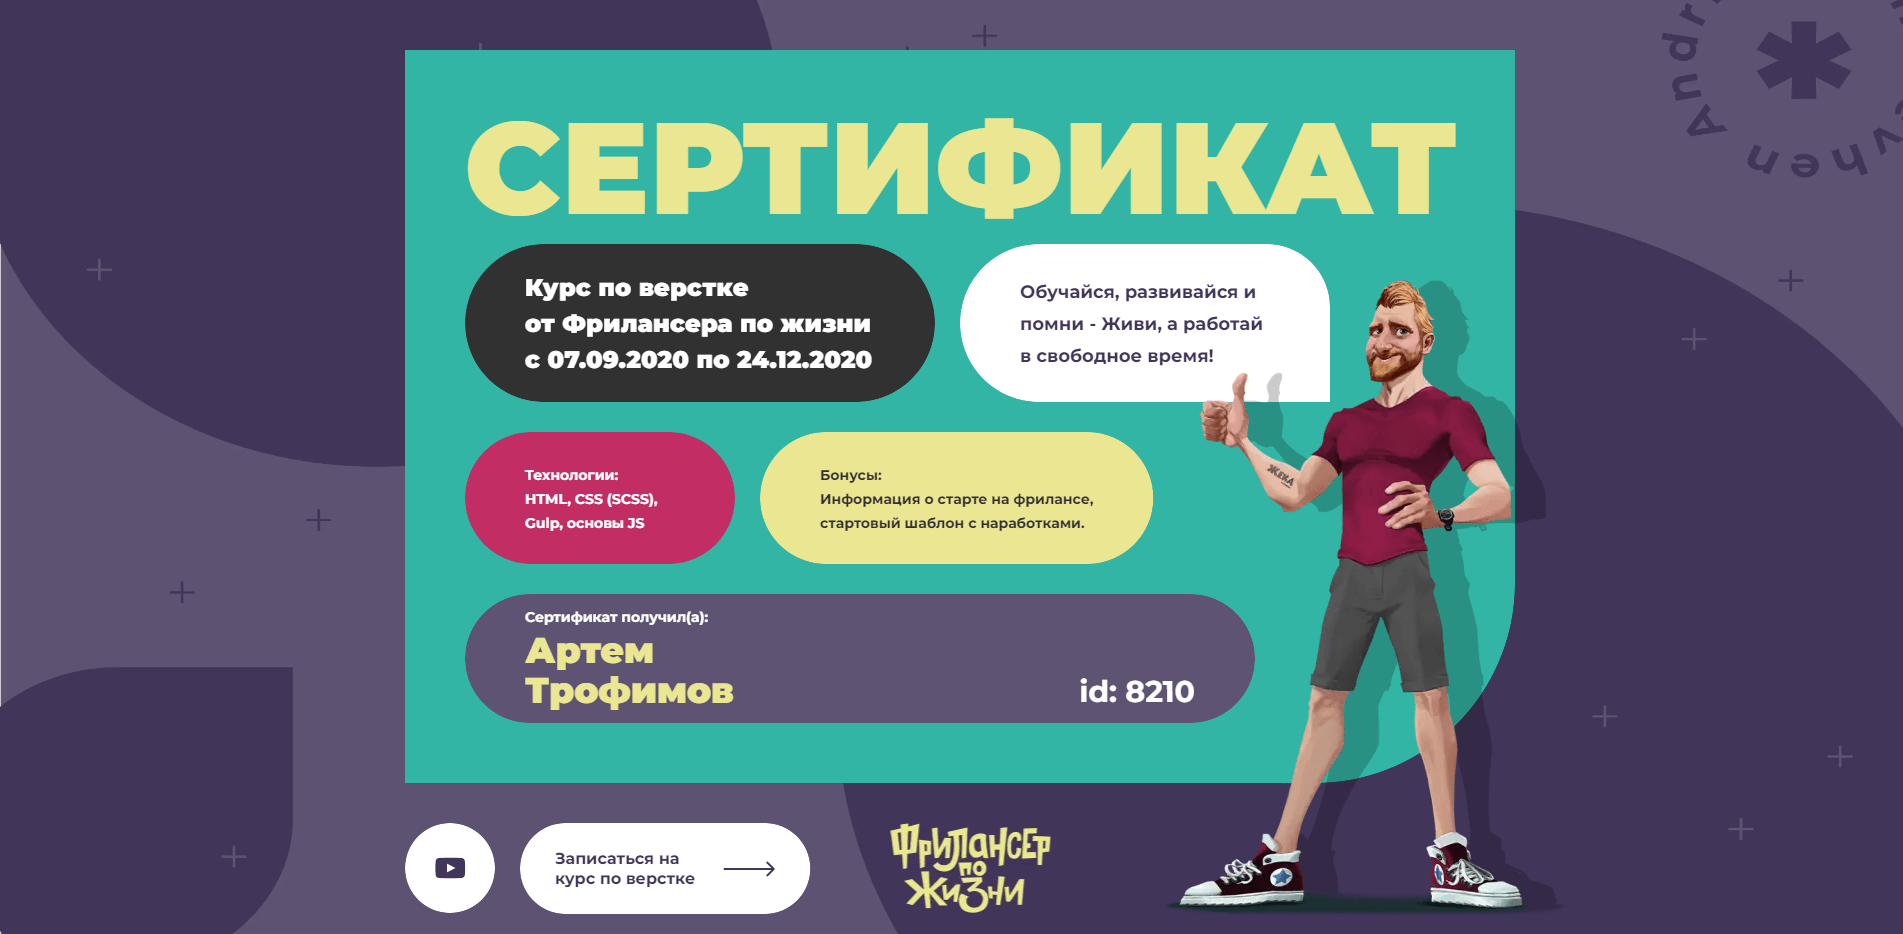 СЕРТИФИКАТ
Курс по верстке
от Фрилансера по жизни
с 07.09.2020 по 24.12.2020
Обучайся, развивайся и
помни - Живи, а работай
в свободное время!
Технологии:
HTML, CSS (SCSS),
Gulp, основы JS
Бонусы:
Информация о старте на фрилансе,
стартовый шаблон с наработками.
Сертификат получил(а):
Артем
Трофимов
id: 8210
Записаться на
курс по верстке
Фрилансер
по
жизни
ЖЕКА